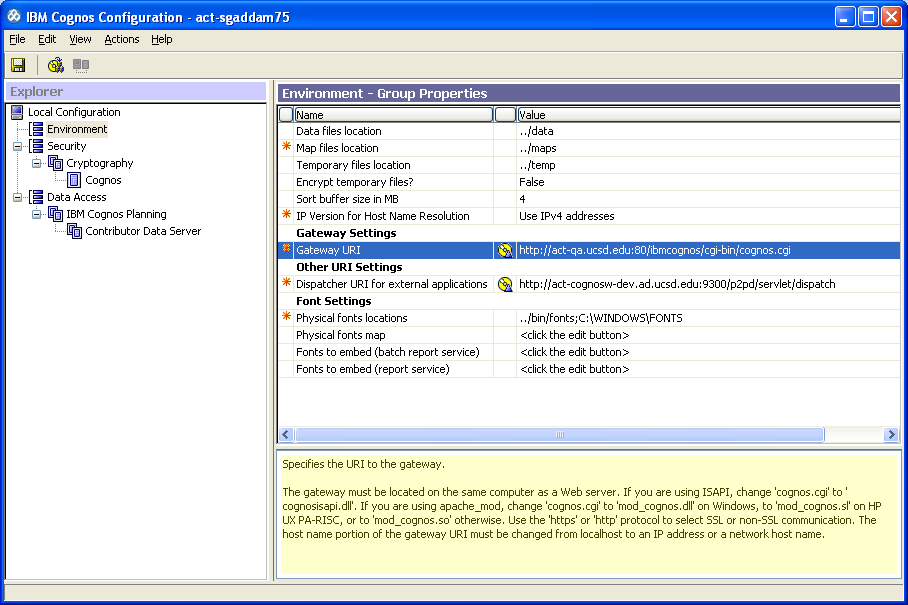 IBM Cognos Configuration - act-sgaddam75
File Edit View Actions Help
Explorer
Local Configuration
Environment
Security
Cryptography
Cognos
Data Access
IBM Cognos Planning
Contributor Data Server
Environment - Group Properties
Name Value
Data files location ../data
* Map files location ../maps
Temporary files location ../temp
Encrypt temporary files? False
Sort buffer size in MB 4
* IP Version for Host Name Resolution Use IPv4 addresses
Gateway Settings
* Gateway URI http://act-qa.ucsd.edu:80/ibmcognos/cgi-bin/cognos.cgi
Other URI Settings
* Dispatcher URI for external applications http://act-cognosw-dev.ad.ucsd.edu:9300/p2pd/servlet/dispatch
Font Settings
* Physical fonts locations ../bin/fonts;C:\WINDOWS\FONTS
Physical fonts map <click the edit button>
Fonts to embed (batch report service) <click the edit button>
Fonts to embed (report service) <click the edit button>
Specifies the URI to the gateway.
The gateway must be located on the same computer as a Web server. If you are using ISAPI, change 'cognos.cgi' to '
cognosisapi.dll'. If you are using apache_mod, change 'cognos.cgi' to 'mod_cognos.dll' on Windows, to 'mod_cognos.sl' on HP
UX PA-RISC, or to 'mod_cognos.so' otherwise. Use the 'https' or 'http' protocol to select SSL or non-SSL communication. The
host name portion of the gateway URI must be changed from localhost to an IP address or a network host name.